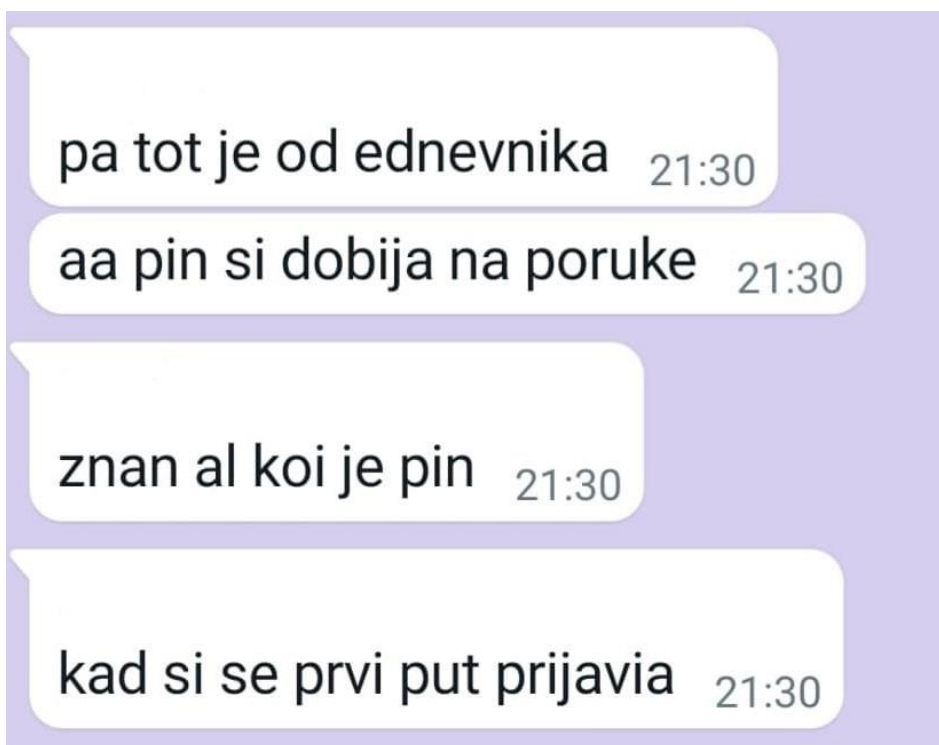 pa tot je od ednevnika 21:30
aa pin si dobija na poruke 21:30
znan al koi je pin 21:30
kad si se prvi put prijavia 21:30